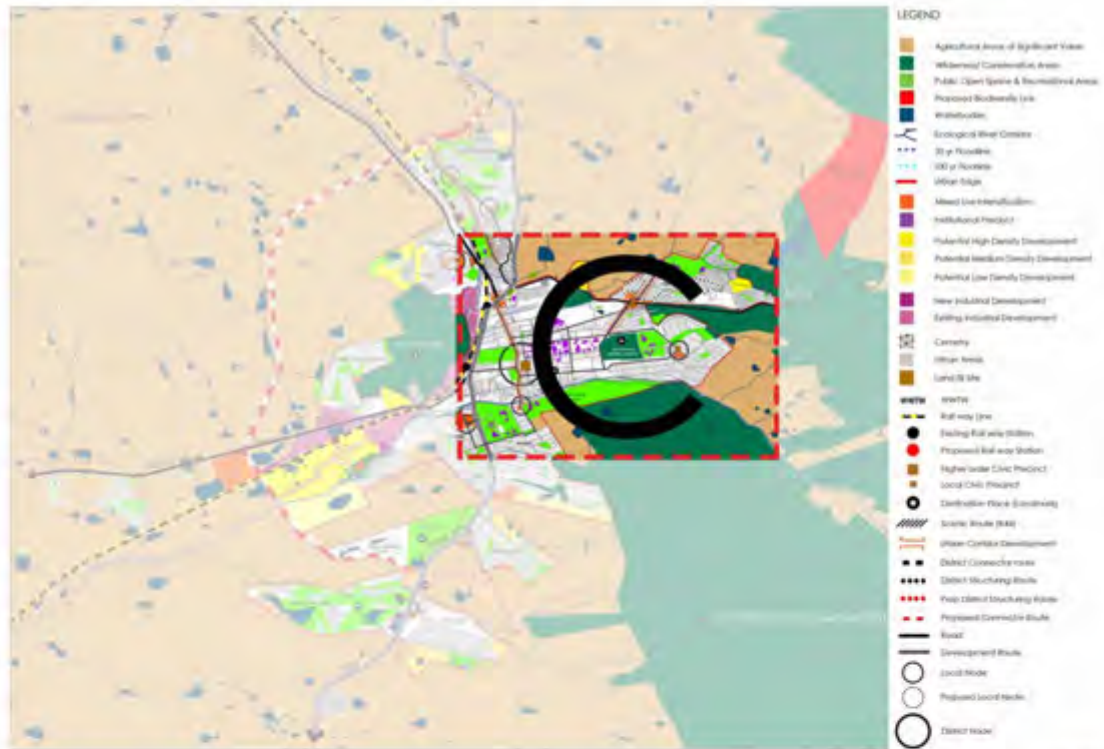 LEGEND
Agricultural Areas of Significant Value
Wilderness/ Conservation Areas
Public Open Space & Recreational Areas
Proposed Biodiversity Link
Waterbodies
Ecological River Corridors
50 yr Floodline
100 yr Floodline
Urban Edge
Mixed Use Intensification
Institutional Precinct
Potential High Density Development
Potential Medium Density Development
Potential Low Density Development
New Industrial Development
Existing Industrial Development
Cemetry
Urban Areas
Land fill Site
WWTW WWTW
Rail way Line
Existing Rail way Station
Proposed Rail way Station
Higher order Civic Precinct
Local Civic Precinct
Destination Place
Scenic Route (R44)
Urban Corridor Development
District Connector route
District Structuring Route
Prop District Structuring Route
Proposed Connector Route
Road
Development Route
Local Node
Proposed Local Node
District Node
C